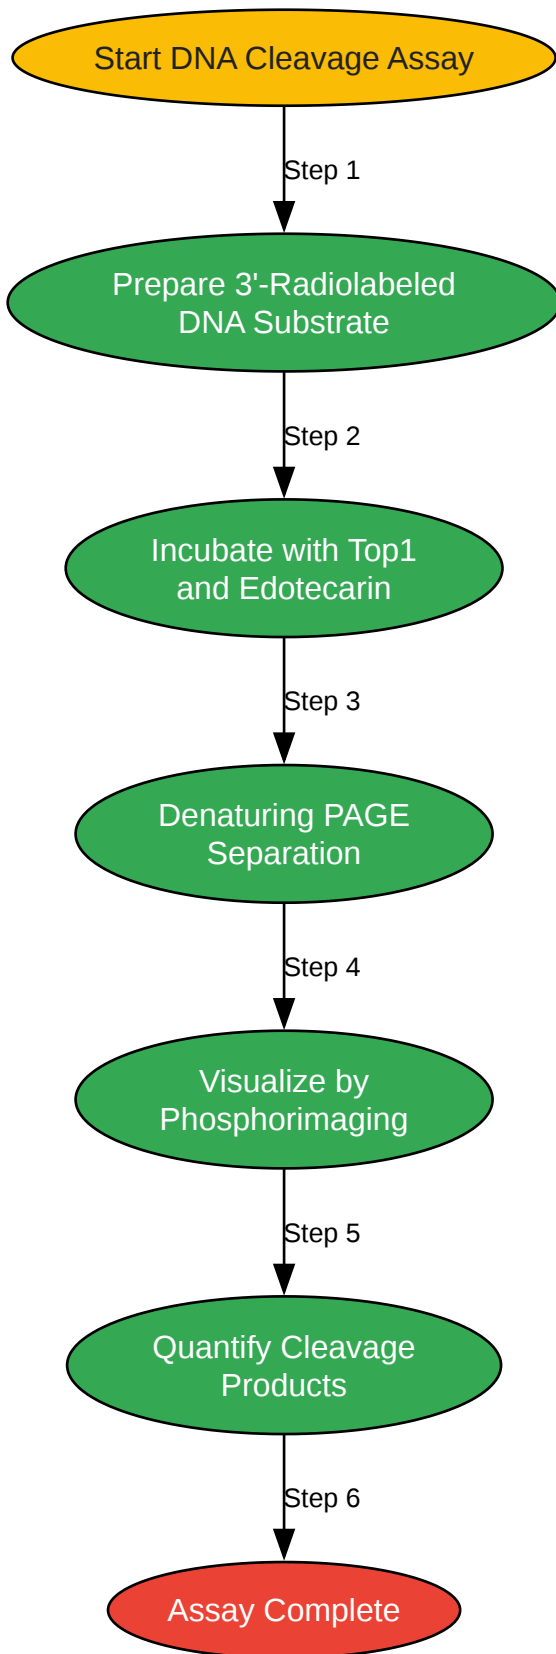 Start DNA Cleavage Assay
Step 1
Prepare 3'-Radiolabeled
DNA Substrate
Step 2
Incubate with Top1
and Edotecarin
Step 3
Denaturing PAGE
Separation
Step 4
Visualize by
Phosphorimaging
Step 5
Quantify Cleavage
Products
Step 6
Assay Complete